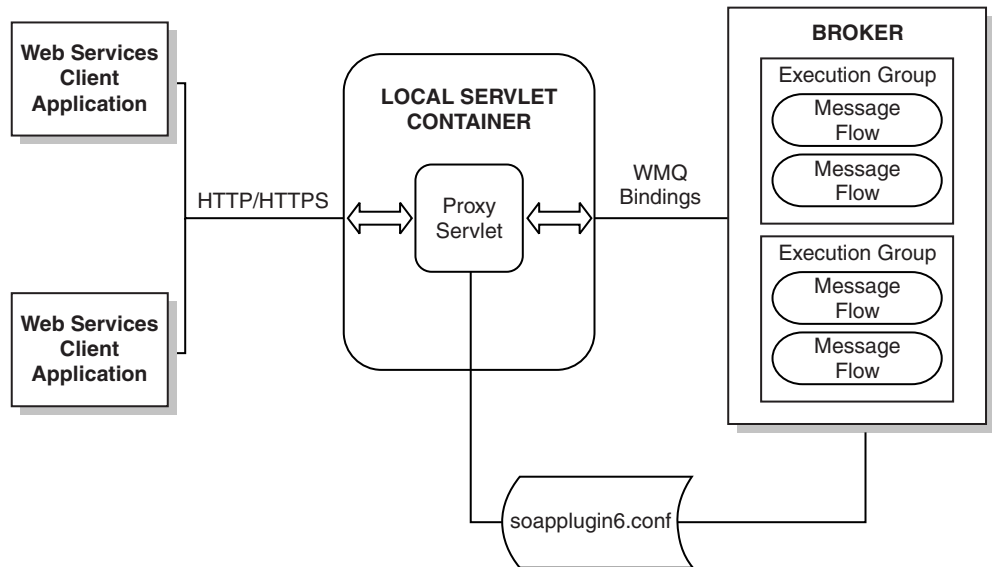 Web Services
Client
Application
Web Services
Client
Application
HTTP/HTTPS
LOCAL SERVLET
CONTAINER
Proxy
Servlet
WMQ
Bindings
BROKER
Execution Group
Message
Flow
Message
Flow
Execution Group
Message
Flow
Message
Flow
soapplugin6.conf